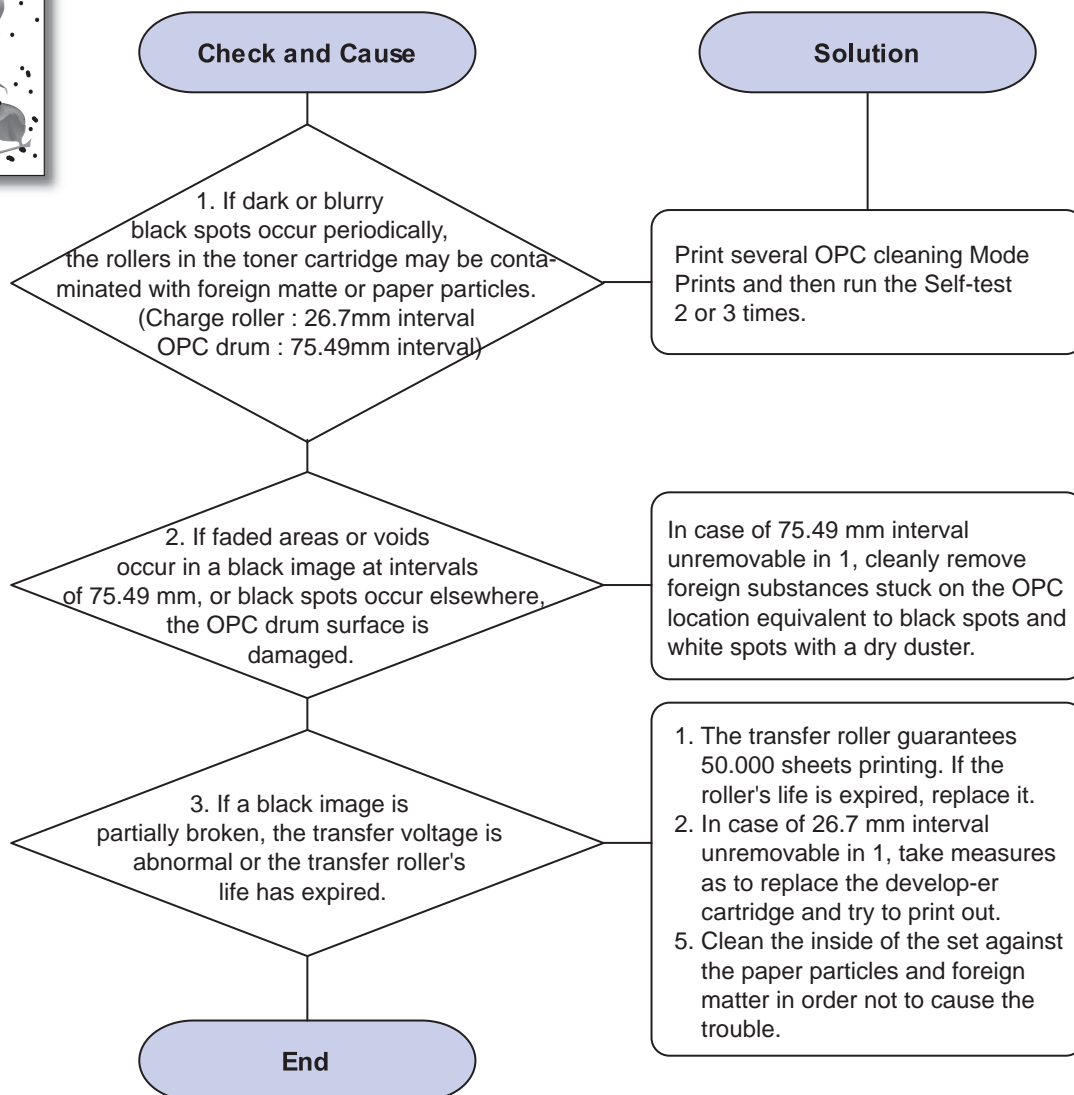 Check and Cause
Solution
1. If dark or blurry
black spots occur periodically,
the rollers in the toner cartridge may be conta-
minated with foreign matte or paper particles.
(Charge roller : 26.7mm interval
OPC drum : 75.49mm interval)
Print several OPC cleaning Mode
Prints and then run the Self-test
2 or 3 times.
2. If faded areas or voids
occur in a black image at intervals
of 75.49 mm, or black spots occur elsewhere,
the OPC drum surface is
damaged.
In case of 75.49 mm interval
unremovable in 1, cleanly remove
foreign substances stuck on the OPC
location equivalent to black spots and
white spots with a dry duster.
3. If a black image is
partially broken, the transfer voltage is
abnormal or the transfer roller's
life has expired.
1. The transfer roller guarantees
50.000 sheets printing. If the
roller's life is expired, replace it.
2. In case of 26.7 mm interval
unremovable in 1, take measures
as to replace the develop-er
cartridge and try to print out.
5. Clean the inside of the set against
the paper particles and foreign
matter in order not to cause the
trouble.
End